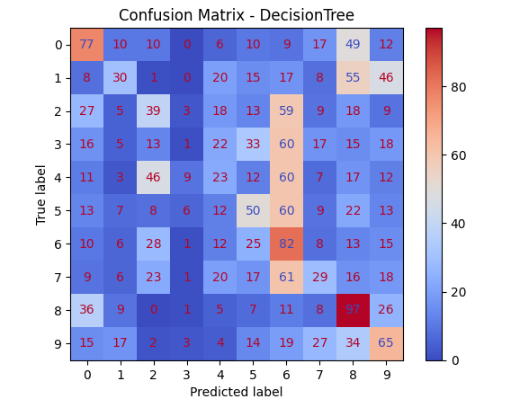 Confusion Matrix - DecisionTree
0 77 10 10 0 6 10 9 17 49 12
1 8 30 1 0 20 15 17 8 55 46
2 27 5 39 3 18 13 59 9 18 9
3 16 5 13 1 22 33 60 17 15 18
4 11 3 46 9 23 12 60 7 17 12
5 13 7 8 6 12 50 60 9 22 13
6 10 6 28 1 12 25 82 8 13 15
7 9 6 23 1 20 17 61 29 16 18
8 36 9 0 1 5 7 11 8 97 26
9 15 17 2 3 4 14 19 27 34 65
0 1 2 3 4 5 6 7 8 9
Predicted label
True label
80
60
40
20
0